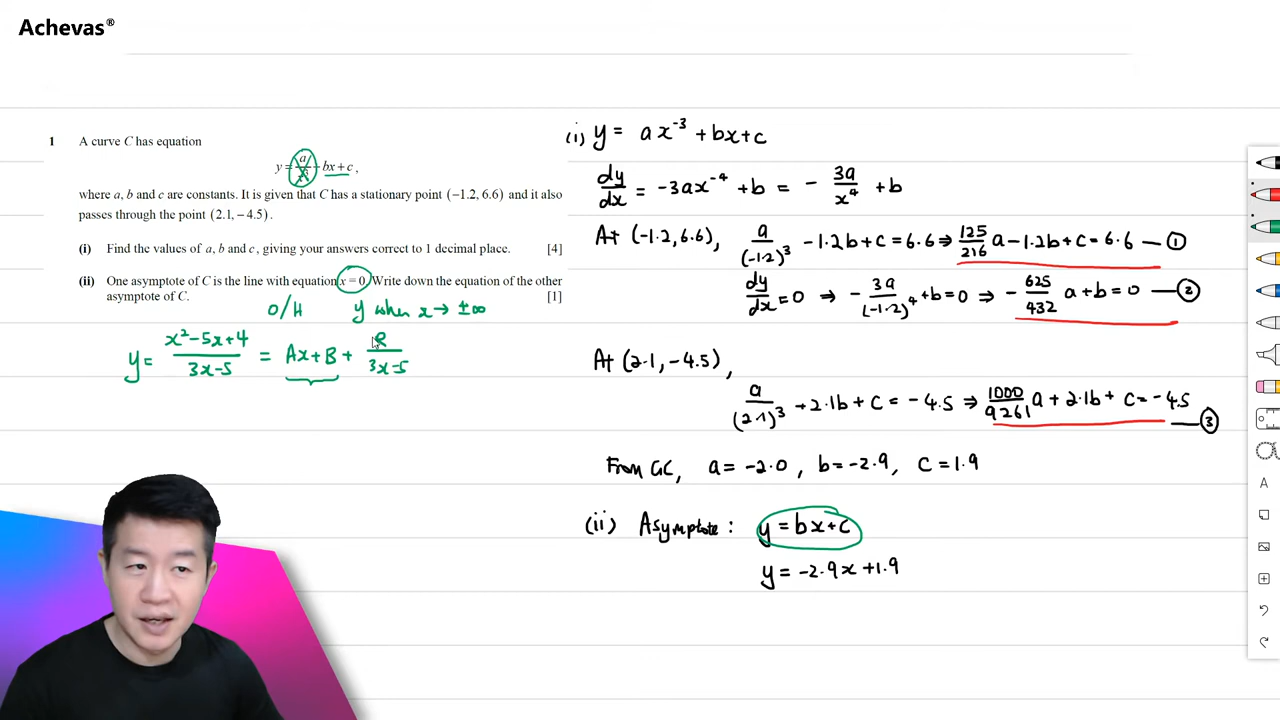 Achevas®
1 A curve C has equation
y = a/x³ + bx + c,
where a, b and c are constants. It is given that C has a stationary point (−1.2, 6.6) and it also
passes through the point (2.1, −4.5).
(i) Find the values of a, b and c, giving your answers correct to 1 decimal place. [4]
(ii) One asymptote of C is the line with equation x = 0. Write down the equation of the other
asymptote of C. [1]
O/H y when x → ±∞
y = (x²−5x+4)/(3x−5) = Ax+B + R/(3x−5)
(i) y = ax⁻³ + bx + c
dy/dx = −3ax⁻⁴ + b = − 3a/x⁴ + b
At (−1.2, 6.6), a/(−1.2)³ − 1.2b + c = 6.6 ⇒ 125/216 a − 1.2b + c = 6.6 — ①
dy/dx = 0 ⇒ − 3a/(−1.2)⁴ + b = 0 ⇒ − 625/432 a + b = 0 — ②
At (2.1, −4.5),
a/(2.1)³ + 2.1b + c = −4.5 ⇒ 1000/9261 a + 2.1b + c = −4.5 — ③
From GC, a = −2.0, b = −2.9, c = 1.9
(ii) Asymptote: y = bx + c
y = −2.9x + 1.9
A